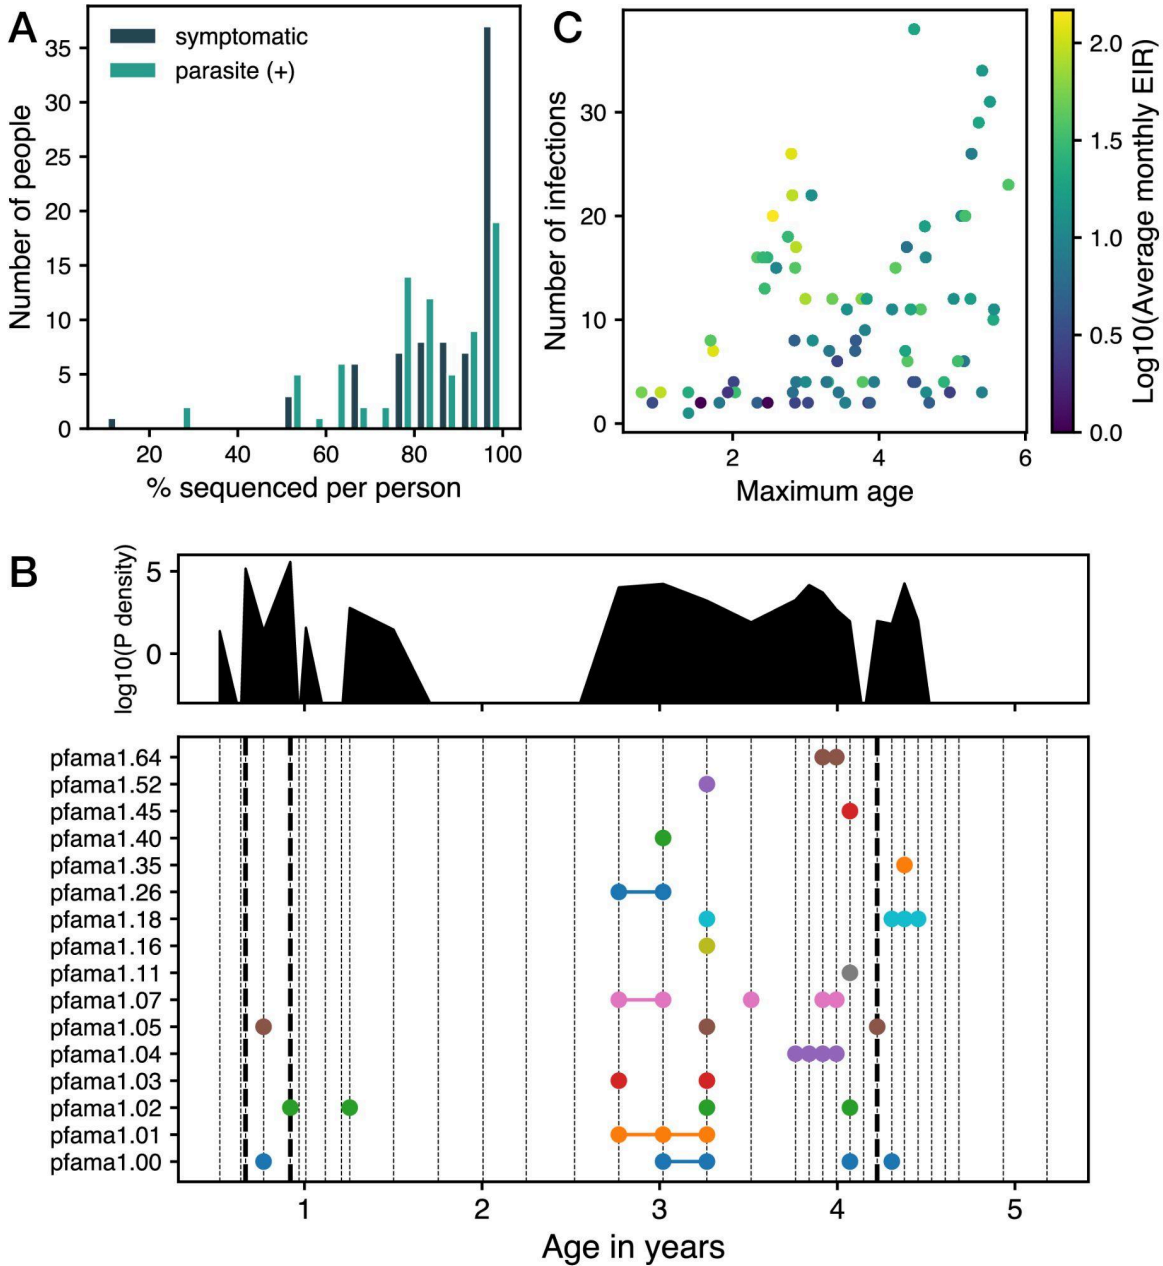 A
symptomatic
parasite (+)
Number of people
35
30
25
20
15
10
5
0
20 40 60 80 100
% sequenced per person
C
Number of infections
30
20
10
0
2 4 6
Maximum age
2.0
1.5
1.0
0.5
0.0
Log10(Average monthly EIR)
B
log10(P density)
5
0
pfama1.64
pfama1.52
pfama1.45
pfama1.40
pfama1.35
pfama1.26
pfama1.18
pfama1.16
pfama1.11
pfama1.07
pfama1.05
pfama1.04
pfama1.03
pfama1.02
pfama1.01
pfama1.00
1 2 3 4 5
Age in years